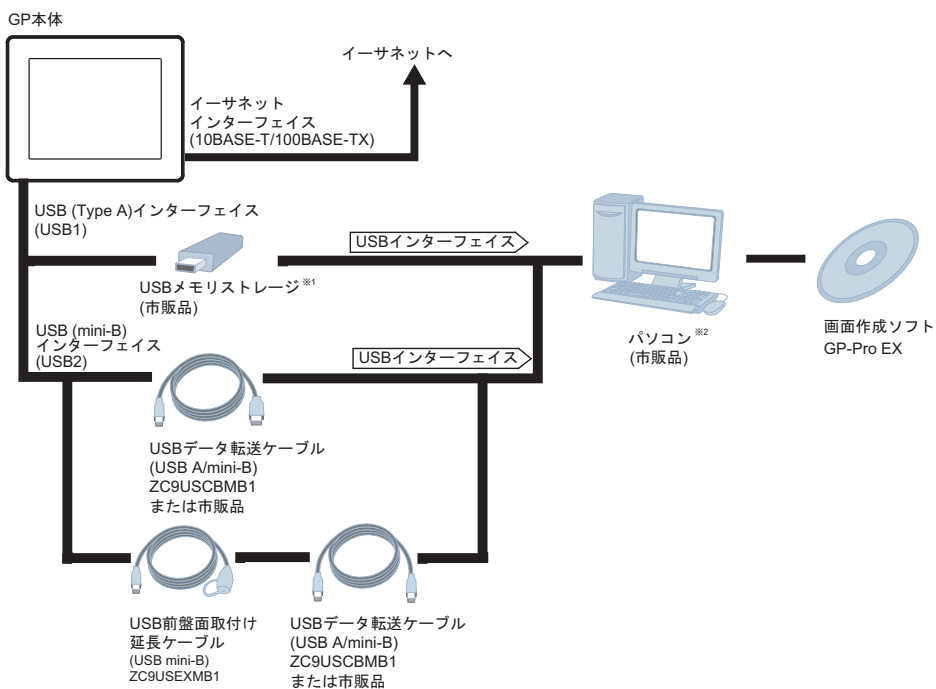 GP本体
イーサネットへ
イーサネット
インターフェイス
(10BASE-T/100BASE-TX)
USB (Type A)インターフェイス
(USB1)
USBインターフェイス
USBメモリストレージ※1
(市販品)
USB (mini-B)
インターフェイス
(USB2)
USBインターフェイス
パソコン※2
(市販品)
画面作成ソフト
GP-Pro EX
USBデータ転送ケーブル
(USB A/mini-B)
ZC9USCBMB1
または市販品
USB前盤面取付け
延長ケーブル
(USB mini-B)
ZC9USEXMB1
USBデータ転送ケーブル
(USB A/mini-B)
ZC9USCBMB1
または市販品